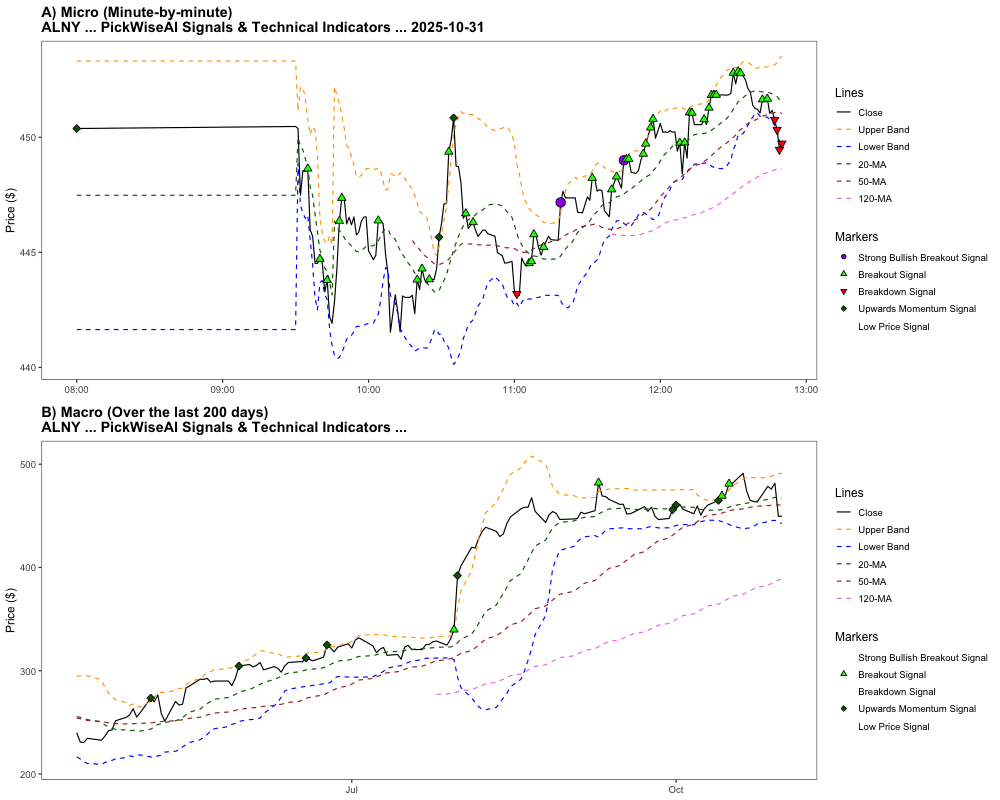 A) Micro (Minute-by-minute)
ALNY ... PickWiseAI Signals & Technical Indicators ... 2025-10-31
Price ($)
450
445
440
08:00
09:00
10:00
11:00
12:00
13:00
Lines
Close
Upper Band
Lower Band
20-MA
50-MA
120-MA
Markers
Strong Bullish Breakout Signal
Breakout Signal
Breakdown Signal
Upwards Momentum Signal
Low Price Signal
B) Macro (Over the last 200 days)
ALNY ... PickWiseAI Signals & Technical Indicators ...
Price ($)
500
400
300
200
Jul
Oct
Lines
Close
Upper Band
Lower Band
20-MA
50-MA
120-MA
Markers
Strong Bullish Breakout Signal
Breakout Signal
Breakdown Signal
Upwards Momentum Signal
Low Price Signal